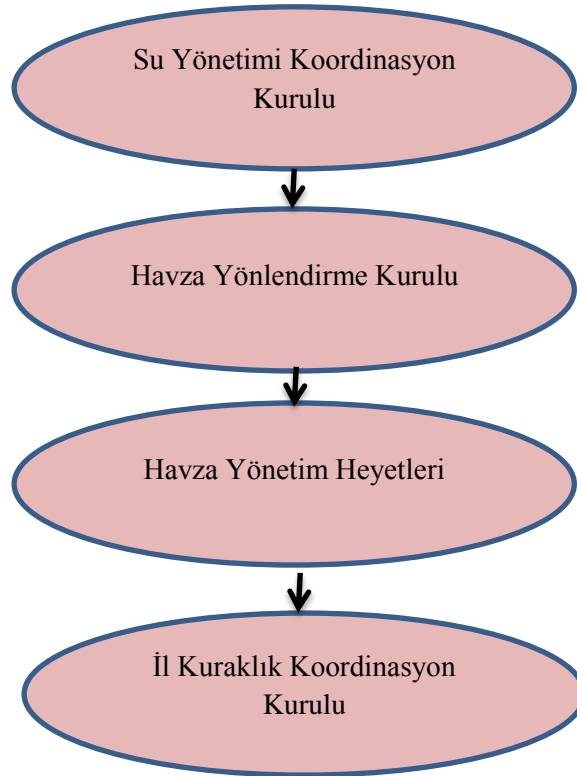 Su Yönetimi Koordinasyon
Kurulu
Havza Yönlendirme Kurulu
Havza Yönetim Heyetleri
İl Kuraklık Koordinasyon
Kurulu